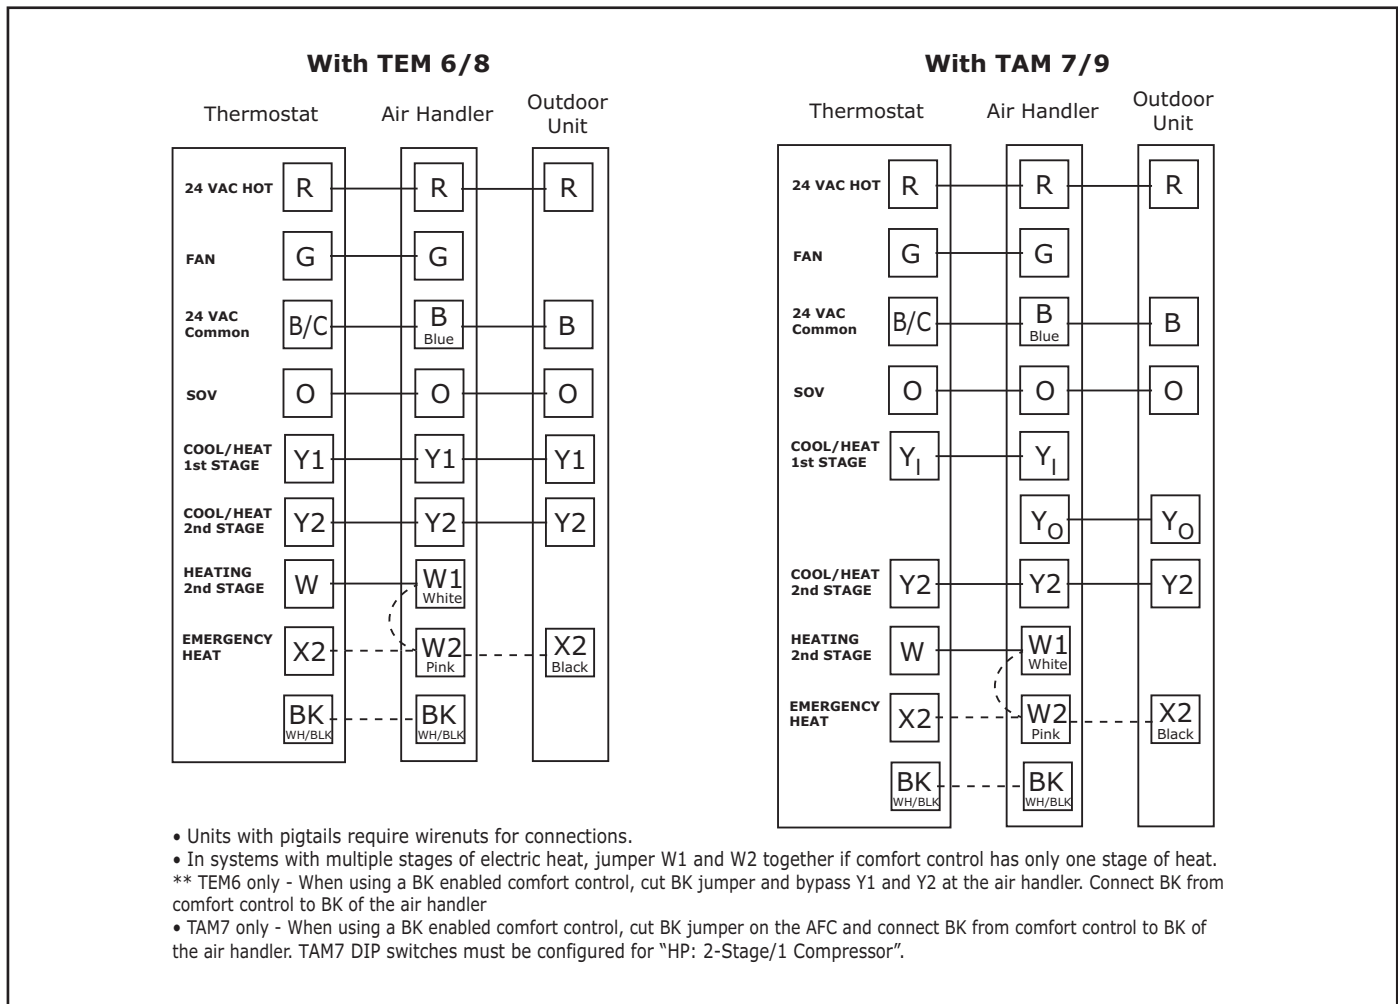 With TEM 6/8
Thermostat Air Handler Outdoor Unit
24 VAC HOT R R R
FAN G G
24 VAC Common B/C B Blue B
SOV O O O
COOL/HEAT 1st STAGE Y1 Y1 Y1
COOL/HEAT 2nd STAGE Y2 Y2 Y2
HEATING 2nd STAGE W W1 White
EMERGENCY HEAT X2 W2 Pink X2 Black
BK WH/BLK BK WH/BLK
With TAM 7/9
Thermostat Air Handler Outdoor Unit
24 VAC HOT R R R
FAN G G
24 VAC Common B/C B Blue B
SOV O O O
COOL/HEAT 1st STAGE YI YI
YO YO
COOL/HEAT 2nd STAGE Y2 Y2 Y2
HEATING 2nd STAGE W W1 White
EMERGENCY HEAT X2 W2 Pink X2 Black
BK WH/BLK BK WH/BLK
• Units with pigtails require wirenuts for connections.
• In systems with multiple stages of electric heat, jumper W1 and W2 together if comfort control has only one stage of heat.
** TEM6 only - When using a BK enabled comfort control, cut BK jumper and bypass Y1 and Y2 at the air handler. Connect BK from
comfort control to BK of the air handler
• TAM7 only - When using a BK enabled comfort control, cut BK jumper on the AFC and connect BK from comfort control to BK of
the air handler. TAM7 DIP switches must be configured for “HP: 2-Stage/1 Compressor”.